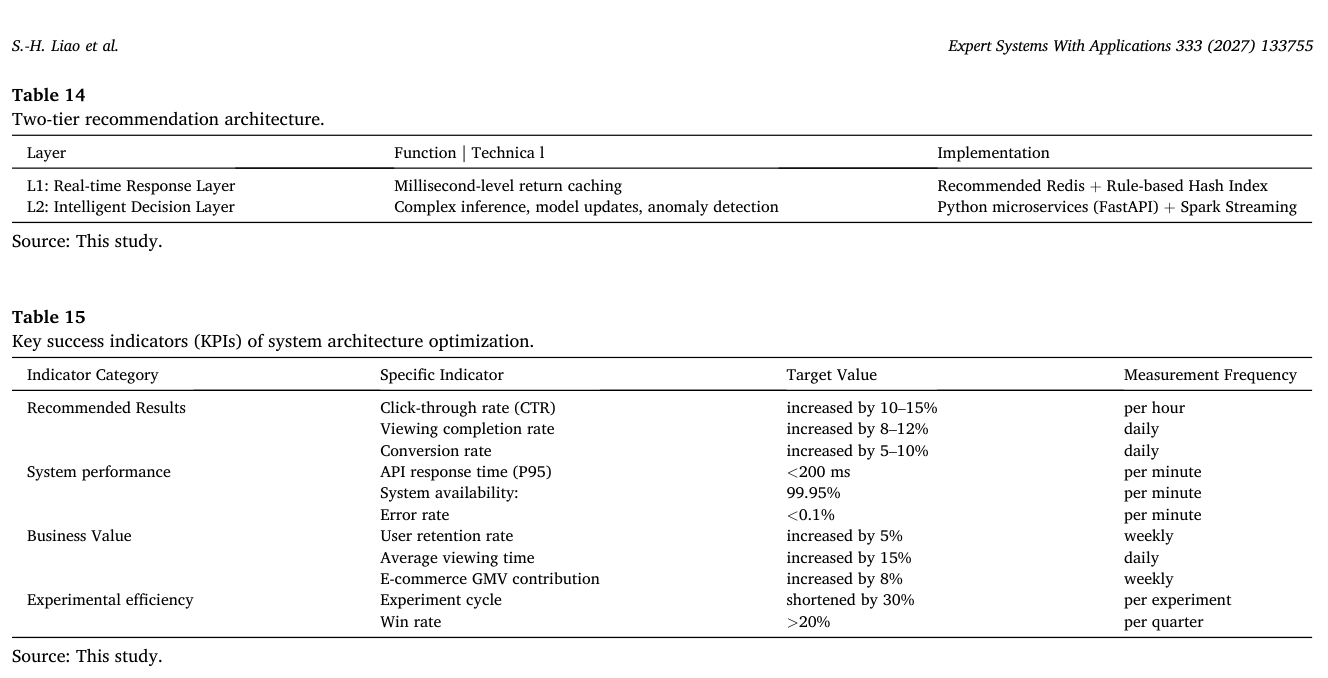 S.-H. Liao et al. Expert Systems With Applications 333 (2027) 133755
Table 14
Two-tier recommendation architecture.
Layer Function | Technica l Implementation
L1: Real-time Response Layer Millisecond-level return caching Recommended Redis + Rule-based Hash Index
L2: Intelligent Decision Layer Complex inference, model updates, anomaly detection Python microservices (FastAPI) + Spark Streaming
Source: This study.
Table 15
Key success indicators (KPIs) of system architecture optimization.
Indicator Category Specific Indicator Target Value Measurement Frequency
Recommended Results Click-through rate (CTR) increased by 10–15% per hour
Viewing completion rate increased by 8–12% daily
Conversion rate increased by 5–10% daily
System performance API response time (P95) <200 ms per minute
System availability: 99.95% per minute
Error rate <0.1% per minute
Business Value User retention rate increased by 5% weekly
Average viewing time increased by 15% daily
E-commerce GMV contribution increased by 8% weekly
Experimental efficiency Experiment cycle shortened by 30% per experiment
Win rate >20% per quarter
Source: This study.